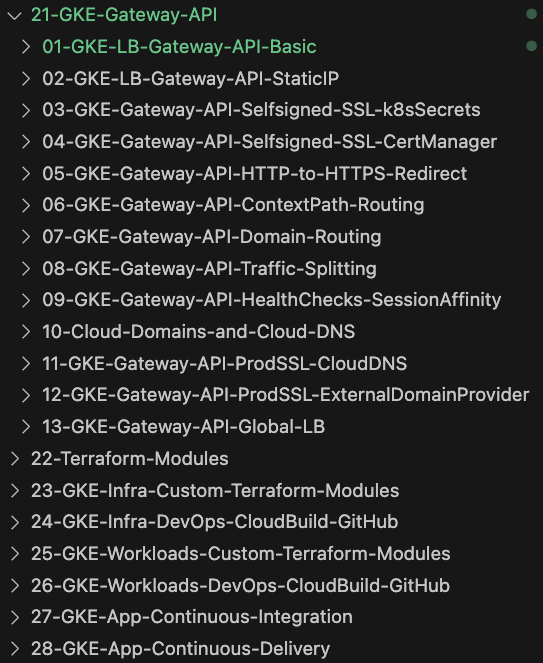 21-GKE-Gateway-API
01-GKE-LB-Gateway-API-Basic
02-GKE-LB-Gateway-API-StaticIP
03-GKE-Gateway-API-Selfsigned-SSL-k8sSecrets
04-GKE-Gateway-API-Selfsigned-SSL-CertManager
05-GKE-Gateway-API-HTTP-to-HTTPS-Redirect
06-GKE-Gateway-API-ContextPath-Routing
07-GKE-Gateway-API-Domain-Routing
08-GKE-Gateway-API-Traffic-Splitting
09-GKE-Gateway-API-HealthChecks-SessionAffinity
10-Cloud-Domains-and-Cloud-DNS
11-GKE-Gateway-API-ProdSSL-CloudDNS
12-GKE-Gateway-API-ProdSSL-ExternalDomainProvider
13-GKE-Gateway-API-Global-LB
22-Terraform-Modules
23-GKE-Infra-Custom-Terraform-Modules
24-GKE-Infra-DevOps-CloudBuild-GitHub
25-GKE-Workloads-Custom-Terraform-Modules
26-GKE-Workloads-DevOps-CloudBuild-GitHub
27-GKE-App-Continuous-Integration
28-GKE-App-Continuous-Delivery